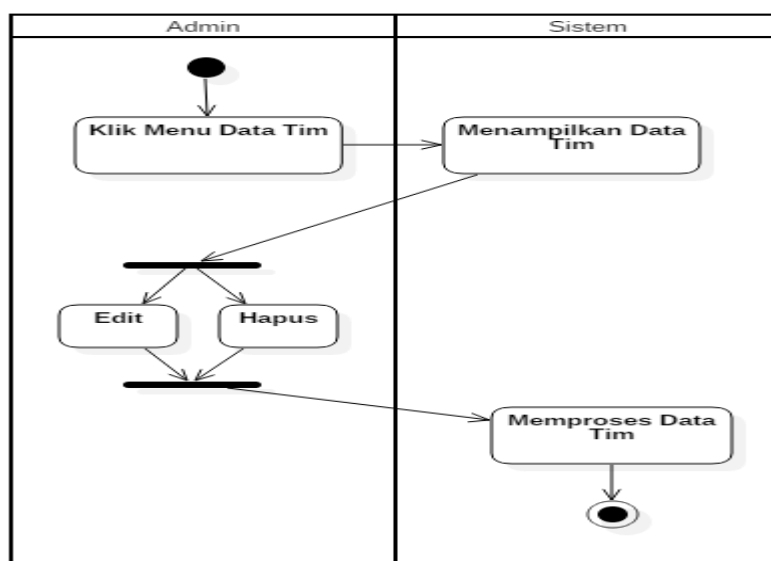 Admin
Sistem
Klik Menu Data Tim
Menampilkan Data
Tim
Edit
Hapus
Memproses Data
Tim